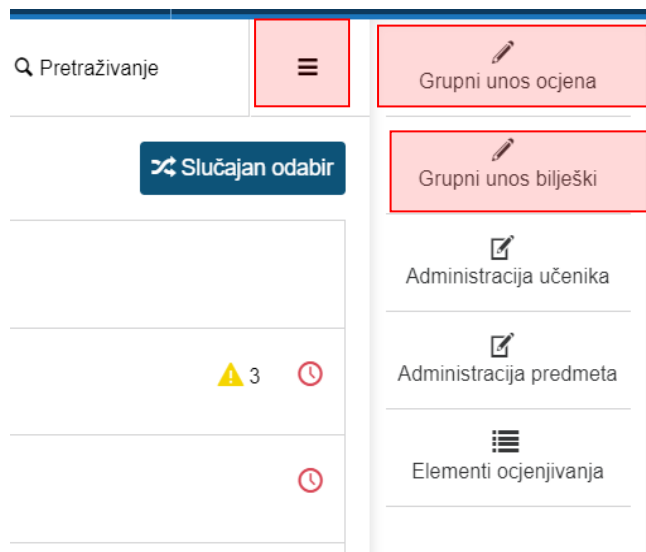 Pretraživanje
Grupni unos ocjena
Slučajan odabir
Grupni unos bilješki
Administracija učenika
3
Administracija predmeta
Elementi ocjenjivanja